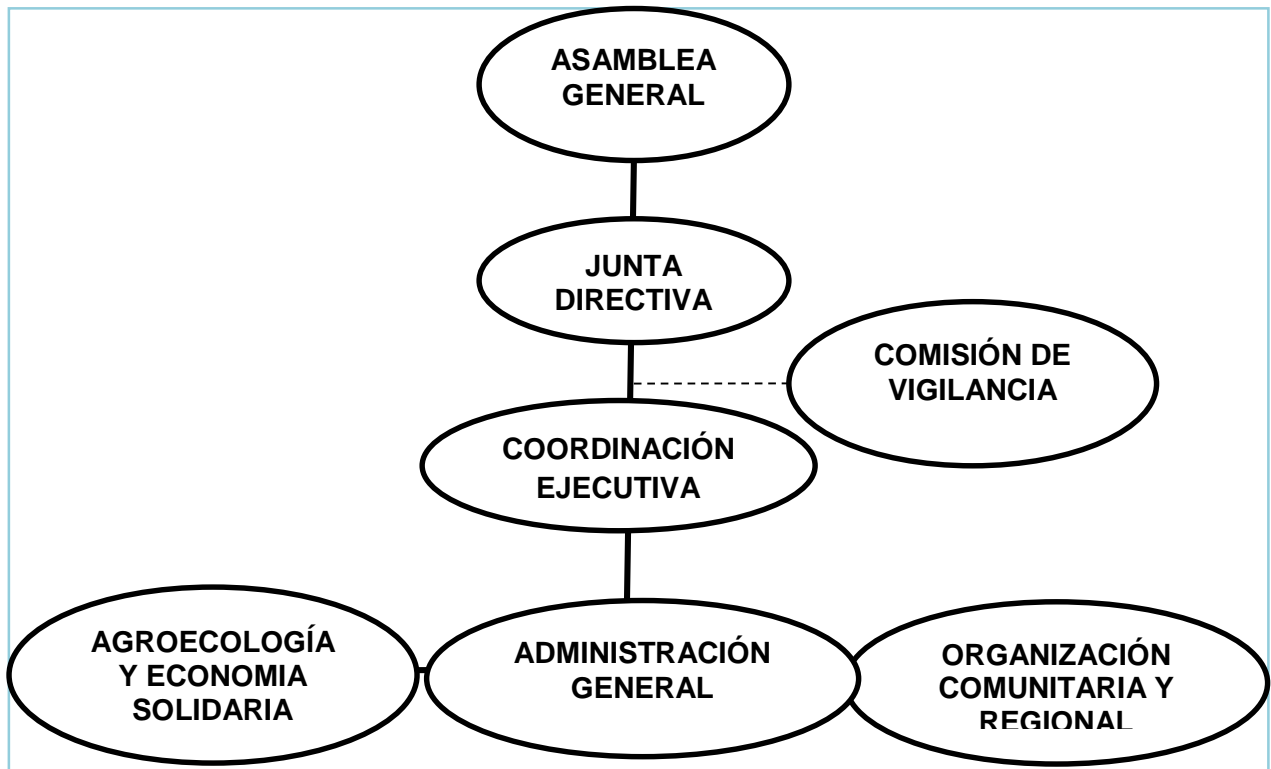 ASAMBLEA
GENERAL
JUNTA
DIRECTIVA
COMISIÓN DE
VIGILANCIA
COORDINACIÓN
EJECUTIVA
AGROECOLOGÍA
Y ECONOMIA
SOLIDARIA
ADMINISTRACIÓN
GENERAL
ORGANIZACIÓN
COMUNITARIA Y
REGIONAL